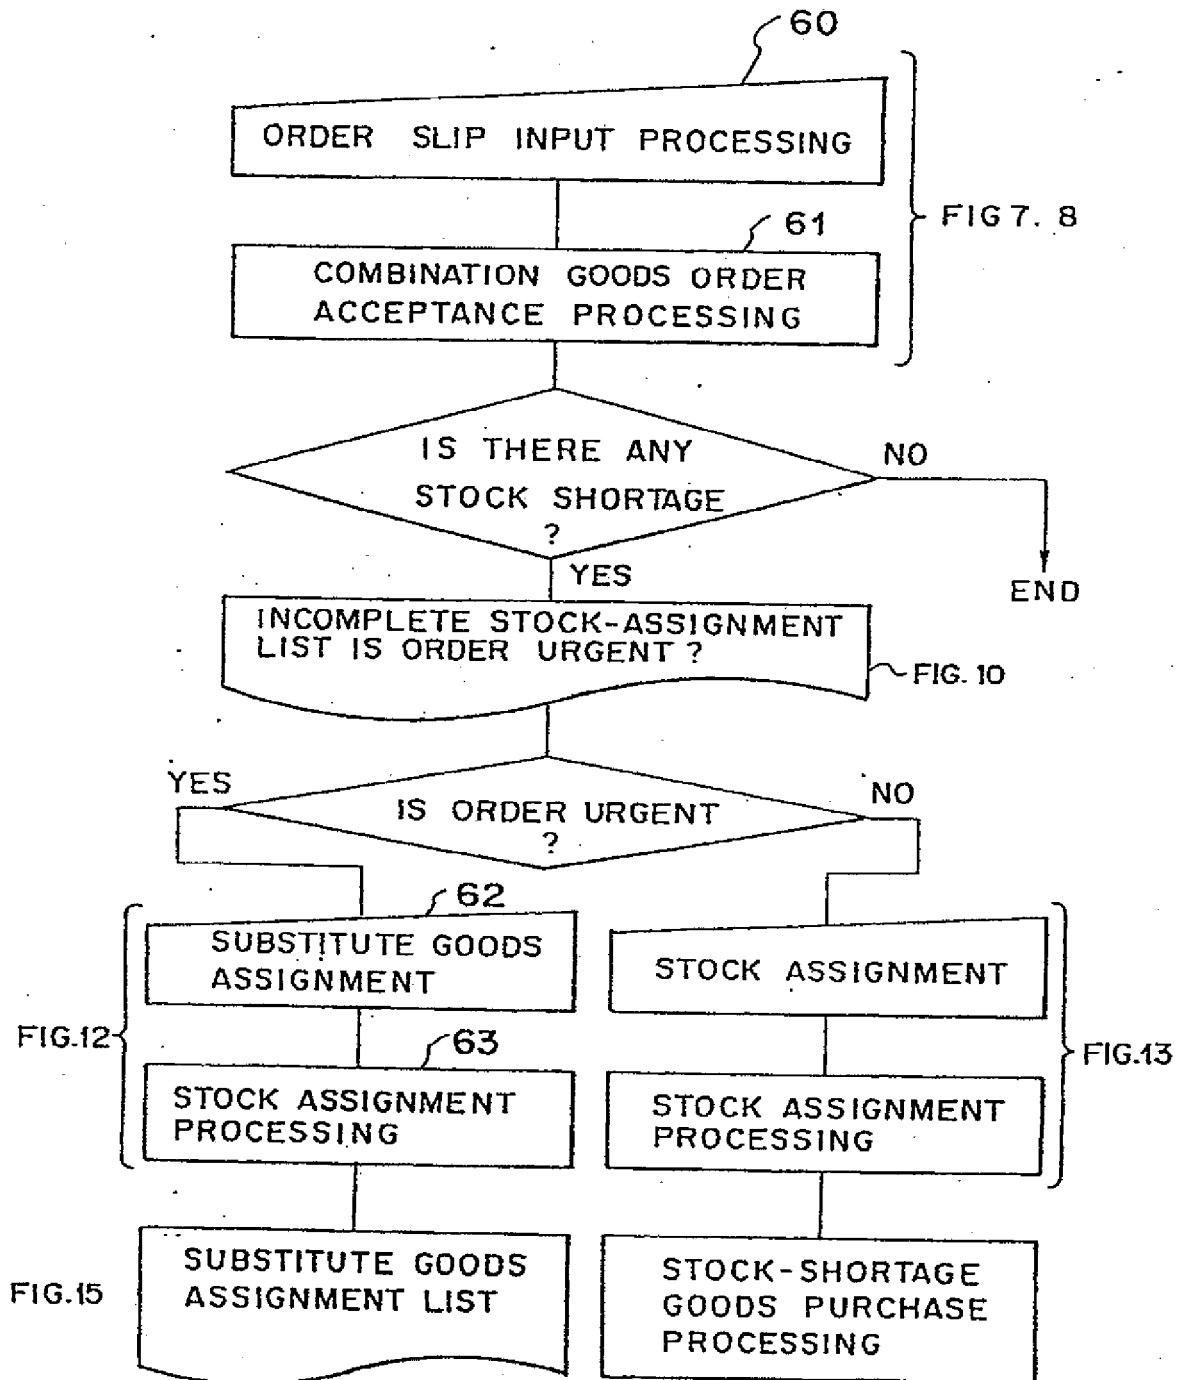 60
ORDER SLIP INPUT PROCESSING
FIG 7. 8
61
COMBINATION GOODS ORDER
ACCEPTANCE PROCESSING
IS THERE ANY
STOCK SHORTAGE
?
NO
YES
END
INCOMPLETE STOCK-ASSIGNMENT
LIST IS ORDER URGENT ?
FIG. 10
YES
IS ORDER URGENT
?
NO
62
SUBSTITUTE GOODS
ASSIGNMENT
STOCK ASSIGNMENT
FIG.12
63
FIG.13
STOCK ASSIGNMENT
PROCESSING
STOCK ASSIGNMENT
PROCESSING
FIG.15
SUBSTITUTE GOODS
ASSIGNMENT LIST
STOCK-SHORTAGE
GOODS PURCHASE
PROCESSING